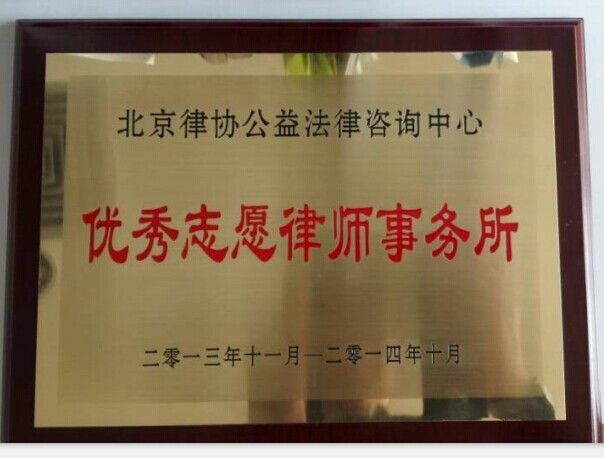 北京律协公益法律咨询中心
优秀志愿律师事务所
二零一三年十一月—二零一四年十月